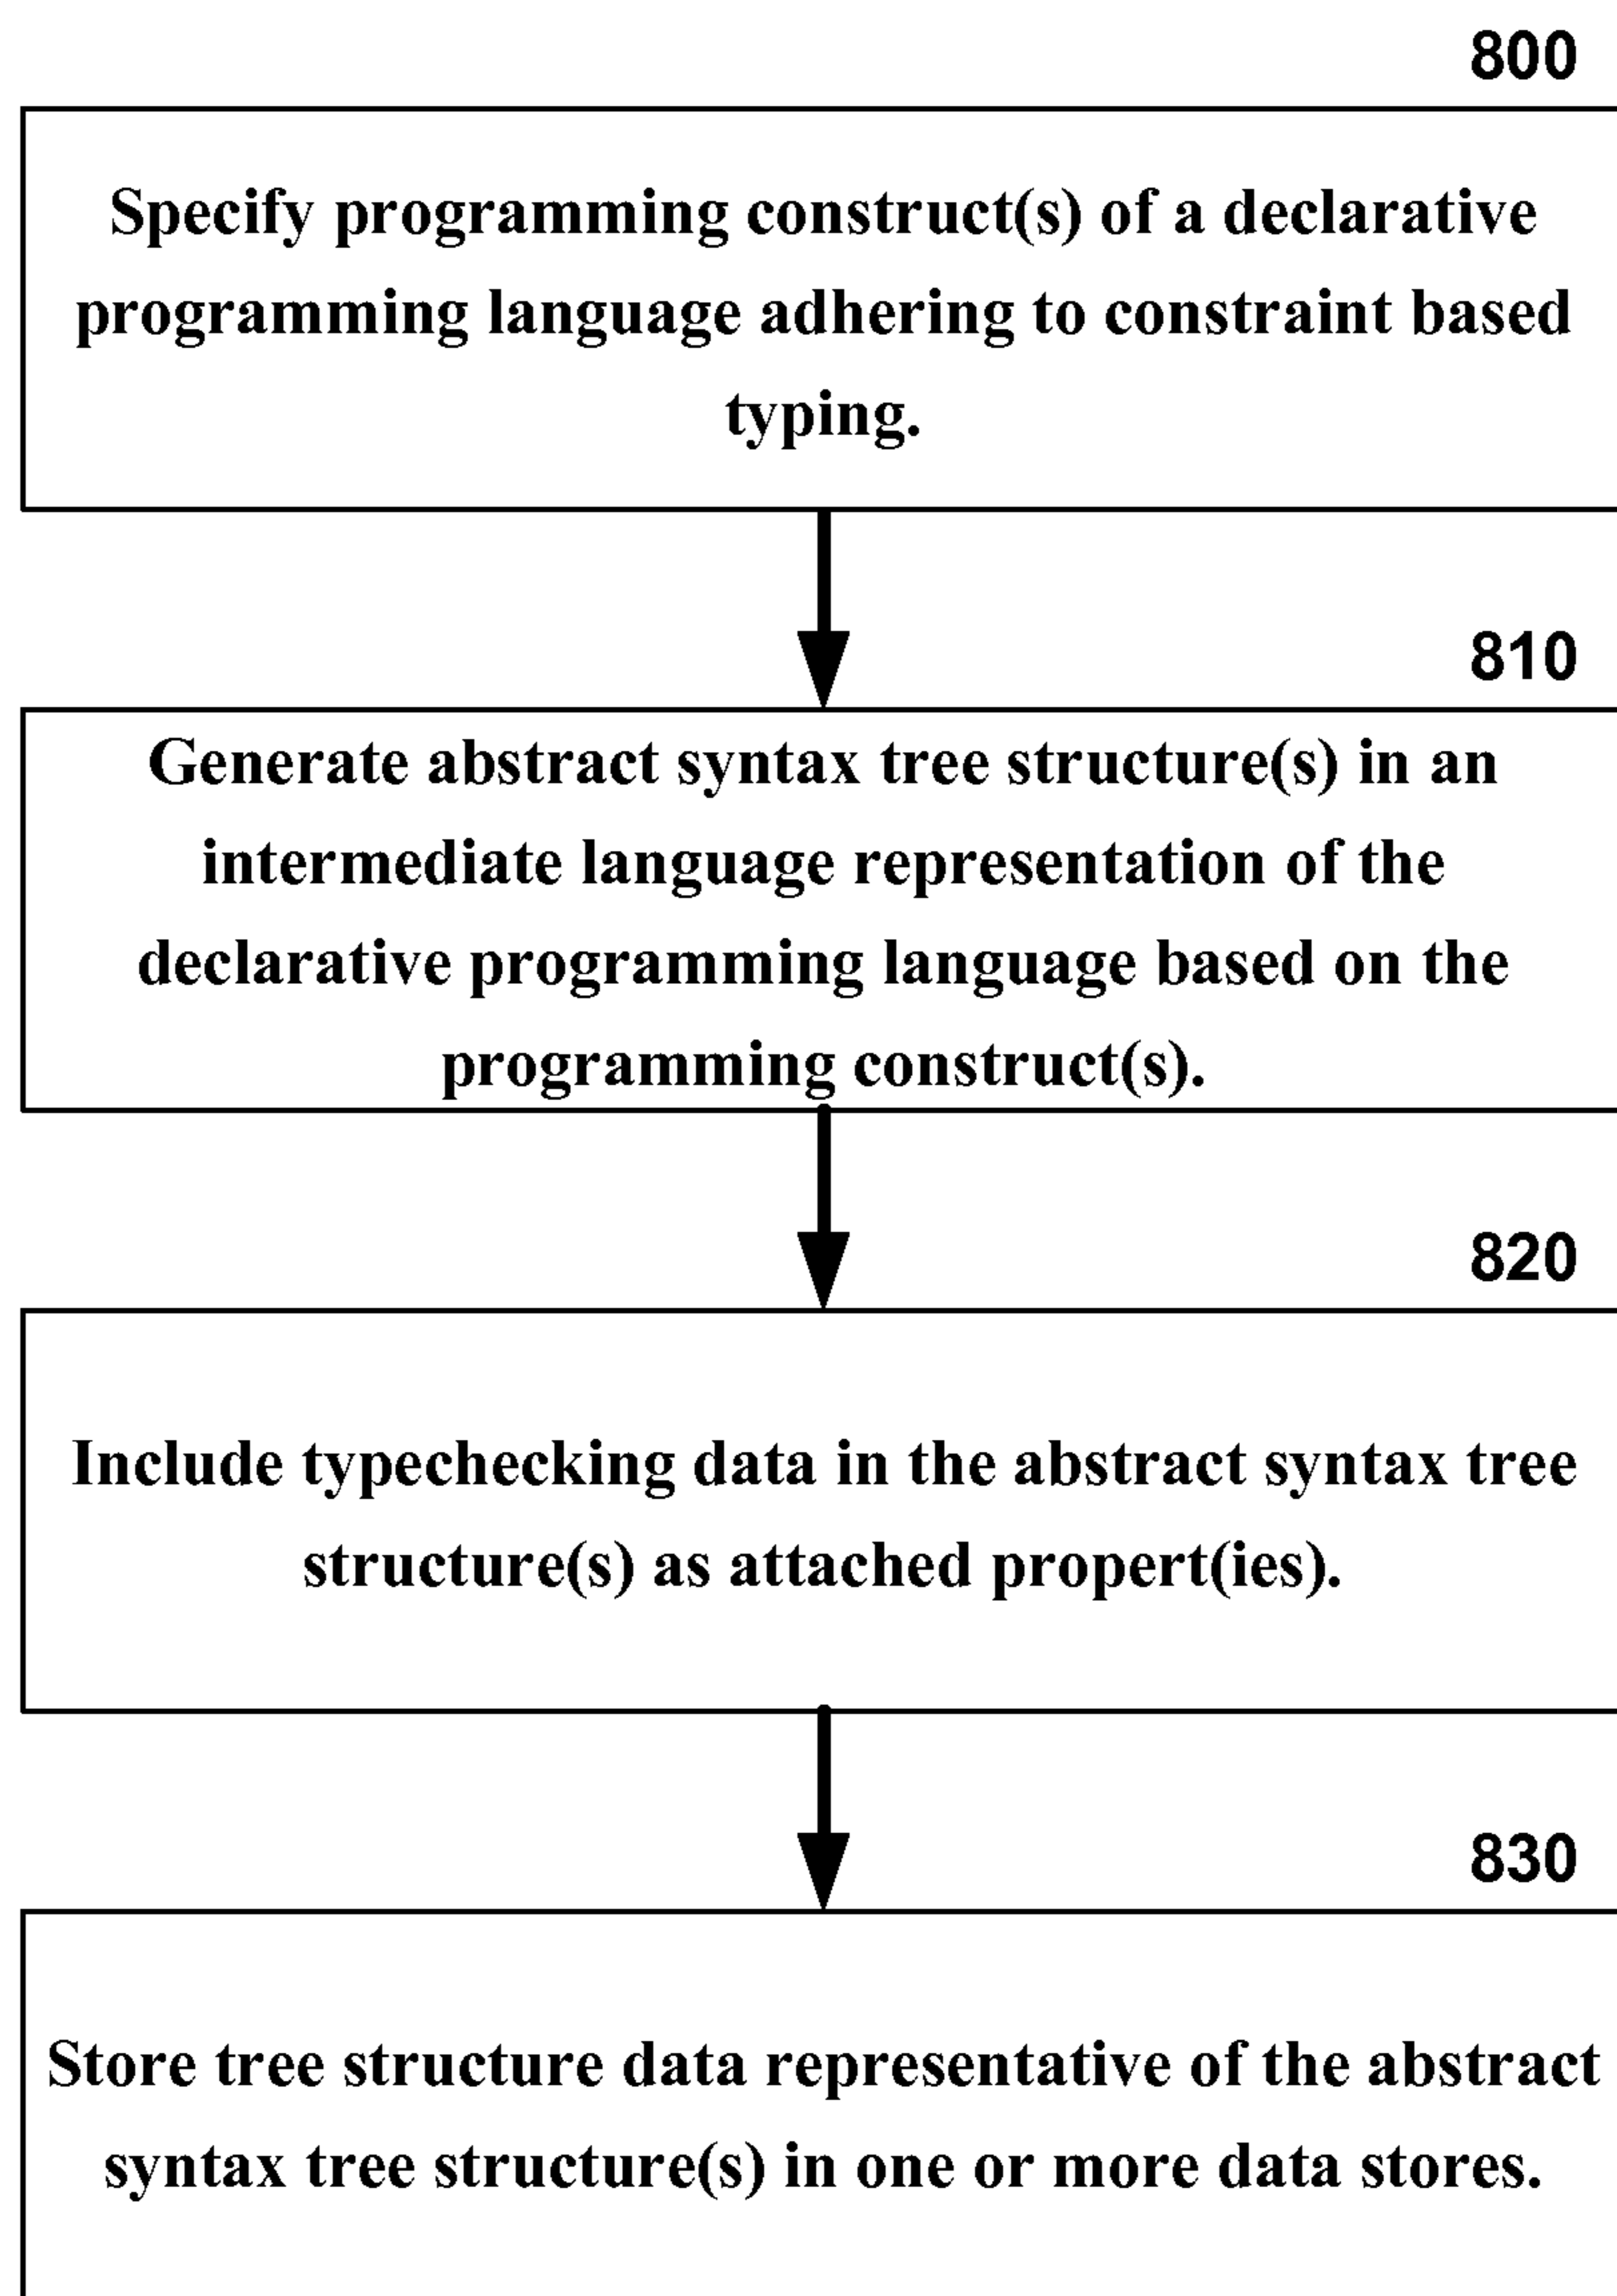 800
Specify programming construct(s) of a declarative
programming language adhering to constraint based
typing.
810
Generate abstract syntax tree structure(s) in an
intermediate language representation of the
declarative programming language based on the
programming construct(s).
820
Include typechecking data in the abstract syntax tree
structure(s) as attached propert(ies).
830
Store tree structure data representative of the abstract
syntax tree structure(s) in one or more data stores.